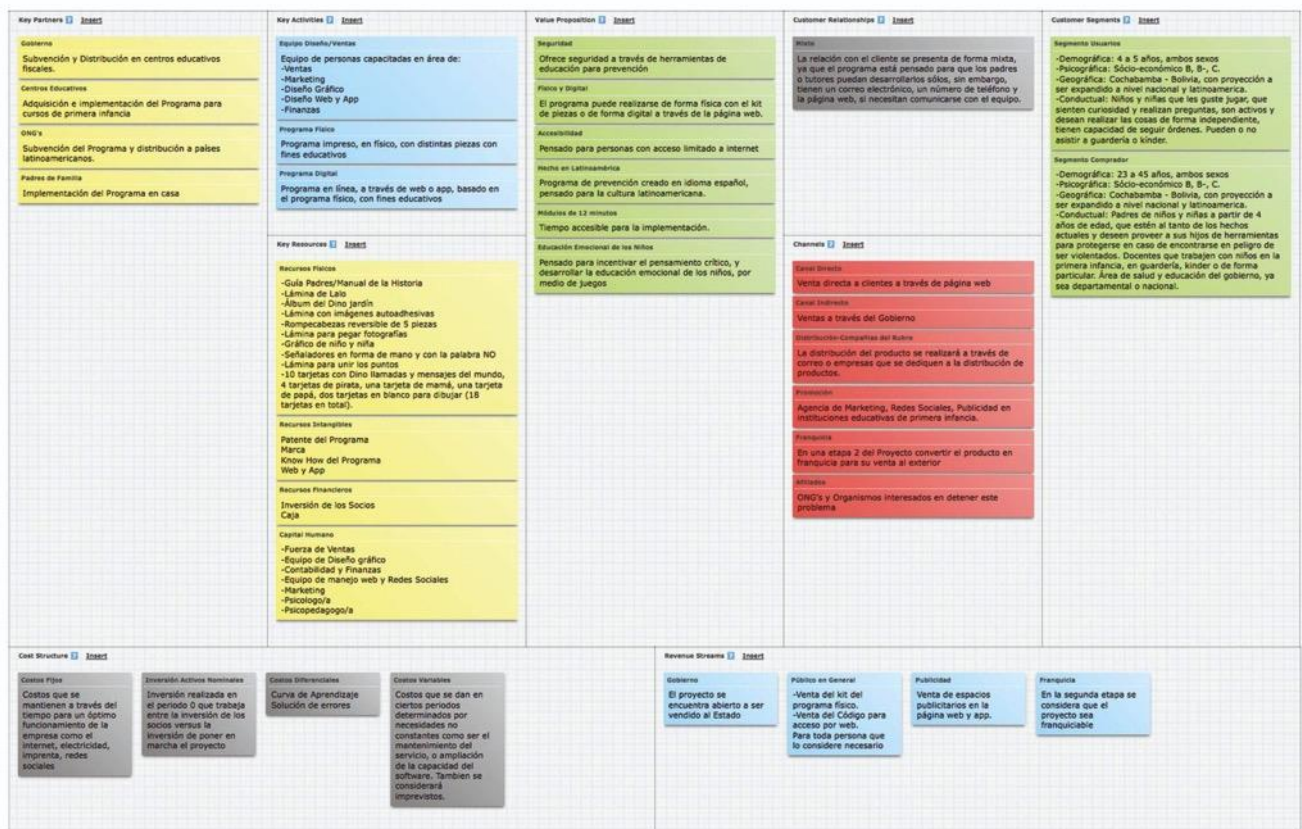 Key Partners ? Insert
Gobierno
Subvención y Distribución en centros educativos
fiscales.
Centros Educativos
Adquisición e implementación del Programa para
cursos de primera infancia
ONG's
Subvención del Programa y distribución a países
latinoamericanos.
Padres de Familia
Implementación del Programa en casa
Key Activities ? Insert
Equipo Diseño/Ventas
Equipo de personas capacitadas en área de:
-Ventas
-Marketing
-Diseño Gráfico
-Diseño Web y App
-Finanzas
Programa Físico
Programa impreso, en físico, con distintas piezas con
fines educativos
Programa Digital
Programa en línea, a través de web o app, basado en
el programa físico, con fines educativos
Key Resources ? Insert
Recursos Físicos
-Guía Padres/Manual de la Historia
-Lámina de Lalo
-Álbum del Dino jardín
-Lámina con imágenes autoadhesivas
-Rompecabezas reversible de 5 piezas
-Lámina para pegar fotografías
-Gráfico de niño y niña
-Señaladores en forma de mano y con la palabra NO
-Lámina para unir los puntos
-10 tarjetas con Dino llamadas y mensajes del mundo,
4 tarjetas de pirata, una tarjeta de mamá, una tarjeta
de papá, dos tarjetas en blanco para dibujar (18
tarjetas en total).
Recursos Intangibles
Patente del Programa
Marca
Know How del Programa
Web y App
Recursos Financieros
Inversión de los Socios
Caja
Capital Humano
-Fuerza de Ventas
-Equipo de Diseño gráfico
-Contabilidad y Finanzas
-Equipo de manejo web y Redes Sociales
-Marketing
-Psicologo/a
-Psicopedagogo/a
Value Proposition ? Insert
Seguridad
Ofrece seguridad a través de herramientas de
educación para prevención
Físico y Digital
El programa puede realizarse de forma física con el kit
de piezas o de forma digital a través de la página web.
Accesibilidad
Pensado para personas con acceso limitado a internet
Hecho en Latinoamérica
Programa de prevención creado en idioma español,
pensado para la cultura latinoamericana.
Módulos de 12 minutos
Tiempo accesible para la implementación.
Educación Emocional de los Niños
Pensado para incentivar el pensamiento crítico, y
desarrollar la educación emocional de los niños, por
medio de juegos
Customer Relationships ? Insert
Mixta
La relación con el cliente se presenta de forma mixta,
ya que el programa está pensado para que los padres
o tutores puedan desarrollarlos sólos, sin embargo,
tienen un correo electrónico, un número de teléfono y
la página web, si necesitan comunicarse con el equipo.
Channels ? Insert
Canal Directo
Venta directa a clientes a través de página web
Canal Indirecto
Ventas a través del Gobierno
Distribución-Compañías del Rubro
La distribución del producto se realizará a través de
correo o empresas que se dediquen a la distribución de
productos.
Promoción
Agencia de Marketing, Redes Sociales, Publicidad en
instituciones educativas de primera infancia.
Franquicia
En una etapa 2 del Proyecto convertir el producto en
franquicia para su venta al exterior
Afiliados
ONG's y Organismos interesados en detener este
problema
Customer Segments ? Insert
Segmento Usuarios
-Demográfica: 4 a 5 años, ambos sexos
-Psicográfica: Sócio-económico B, B-, C.
-Geográfica: Cochabamba - Bolivia, con proyección a
ser expandido a nivel nacional y latinoamerica.
-Conductual: Niños y niñas que les guste jugar, que
sienten curiosidad y realizan preguntas, son activos y
desean realizar las cosas de forma independiente,
tienen capacidad de seguir órdenes. Pueden o no
asistir a guardería o kínder.
Segmento Comprador
-Demográfica: 23 a 45 años, ambos sexos
-Psicográfica: Sócio-económico B, B-, C.
-Geográfica: Cochabamba - Bolivia, con proyección a
ser expandido a nivel nacional y latinoamerica.
-Conductual: Padres de niños y niñas a partir de 4
años de edad, que estén al tanto de los hechos
actuales y deseen proveer a sus hijos de herramientas
para protegerse en caso de encontrarse en peligro de
ser violentados. Docentes que trabajen con niños en la
primera infancia, en guardería, kinder o de forma
particular. Área de salud y educación del gobierno, ya
sea departamental o nacional.
Cost Structure ? Insert
Costos Fijos
Costos que se
mantienen a través del
tiempo para un óptimo
funcionamiento de la
empresa como el
internet, electricidad,
imprenta, redes
sociales
Inversión Activos Nominales
Inversión realizada en
el periodo 0 que trabaja
entre la inversión de los
socios versus la
inversión de poner en
marcha el proyecto
Costos Diferenciales
Curva de Aprendizaje
Solución de errores
Costos Variables
Costos que se dan en
ciertos periodos
determinados por
necesidades no
constantes como ser el
mantenimiento del
servicio, o ampliación
de la capacidad del
software. Tambien se
considerará
imprevistos.
Revenue Streams ? Insert
Gobierno
El proyecto se
encuentra abierto a ser
vendido al Estado
Público en General
-Venta del kit del
programa físico.
-Venta del Código para
acceso por web.
Para toda persona que
lo considere necesario
Publicidad
Venta de espacios
publicitarios en la
página web y app.
Franquicia
En la segunda etapa se
considera que el
proyecto sea
franquiciable